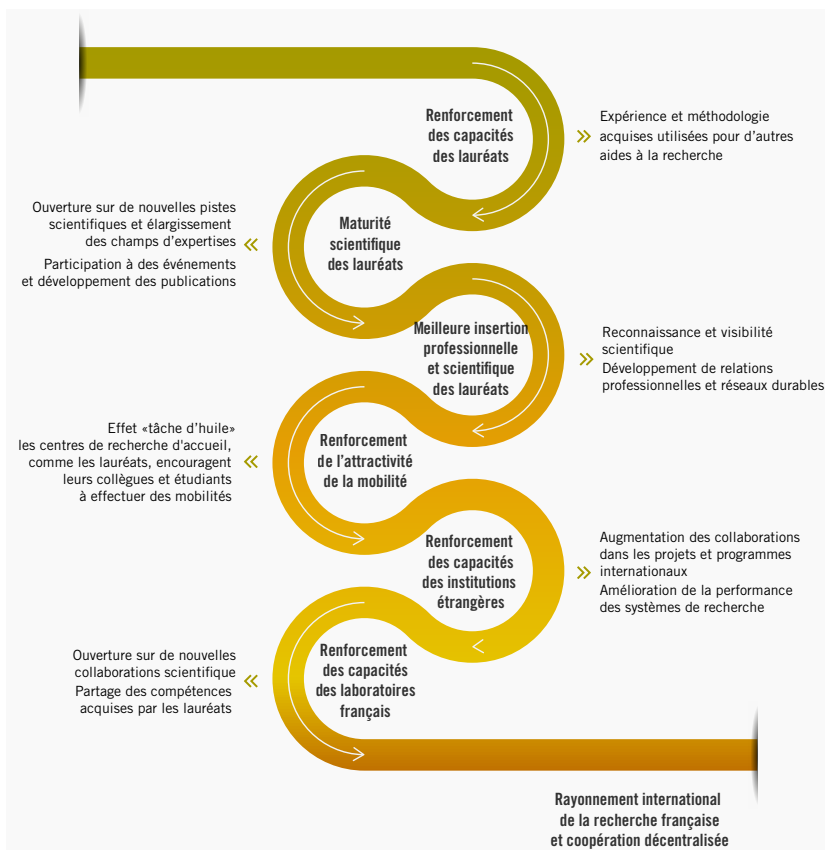 Renforcement
des capacités
des lauréats
Expérience et méthodologie
acquises utilisées pour d'autres
aides à la recherche
Ouverture sur de nouvelles pistes
scientifiques et élargissement
des champs d'expertises
Participation à des événements
et développement des publications
Maturité
scientifique
des lauréats
Meilleure insertion
professionnelle
et scientifique
des lauréats
Reconnaissance et visibilité
scientifique
Développement de relations
professionnelles et réseaux durables
Effet «tâche d'huile»
les centres de recherche d'accueil,
comme les lauréats, encouragent
leurs collègues et étudiants
à effectuer des mobilités
Renforcement
de l'attractivité
de la mobilité
Renforcement
des capacités
des institutions
étrangères
Augmentation des collaborations
dans les projets et programmes
internationaux
Amélioration de la performance
des systèmes de recherche
Ouverture sur de nouvelles
collaborations scientifique
Partage des compétences
acquises par les lauréats
Renforcement
des capacités
des laboratoires
français
Rayonnement international
de la recherche française
et coopération décentralisée